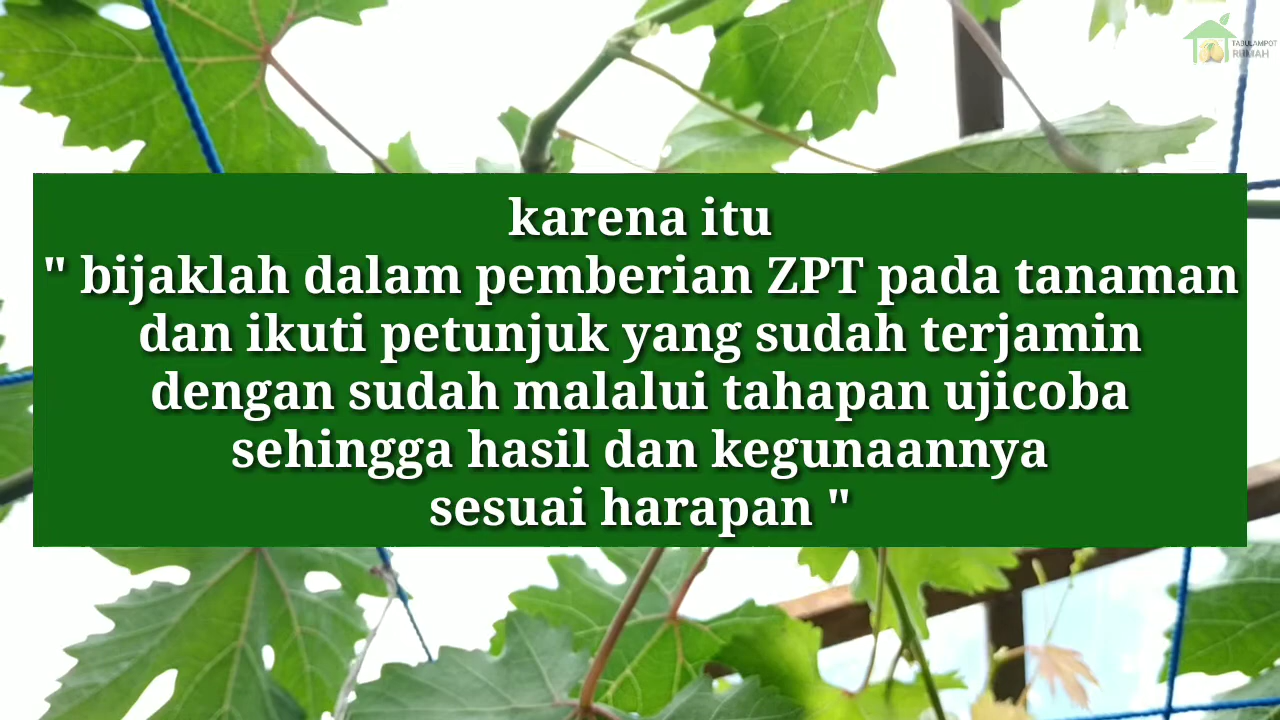 TABULAMPOT
RUMAH
karena itu
" bijaklah dalam pemberian ZPT pada tanaman
dan ikuti petunjuk yang sudah terjamin
dengan sudah malalui tahapan ujicoba
sehingga hasil dan kegunaannya
sesuai harapan "